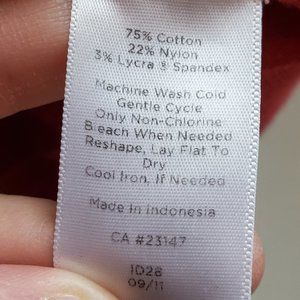 75% Cotton
22% Nylon
3% Lycra ® Spandex
Machine Wash Cold
Gentle Cycle
Only Non-Chlorine
Bleach When Needed
Reshape, Lay Flat To
Dry
Cool Iron, If Needed
Made In Indonesia
CA #23147
1D28
09/11